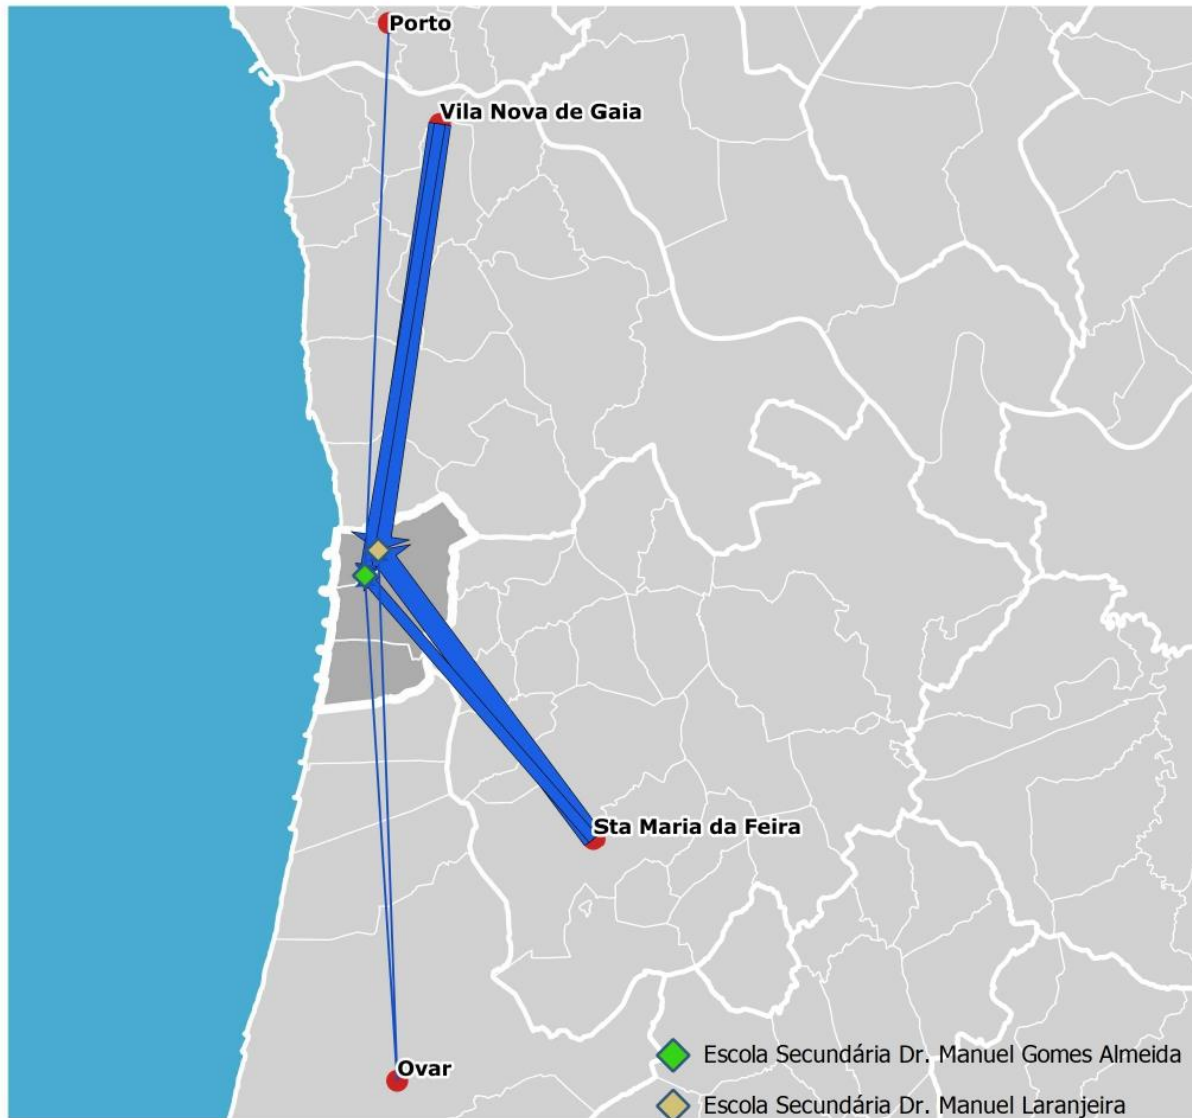 Porto
Vila Nova de Gaia
Sta Maria da Feira
Ovar
Escola Secundária Dr. Manuel Gomes Almeida
Escola Secundária Dr. Manuel Laranjeira